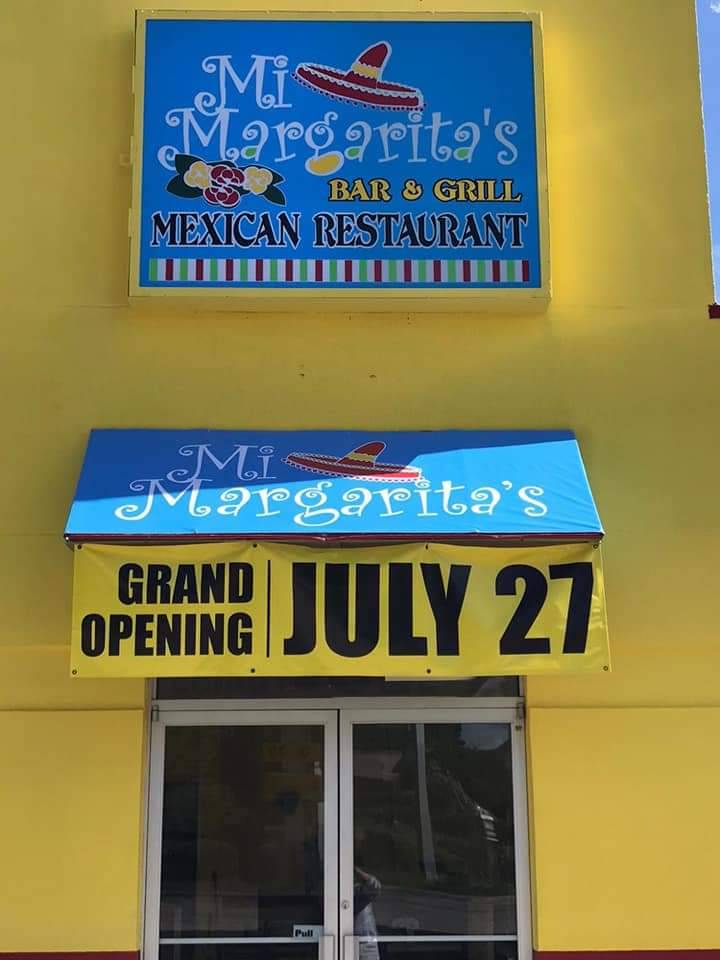 Mi
Margarita's
BAR & GRILL
MEXICAN RESTAURANT
Mi
Margarita's
GRAND
OPENING
JULY 27
Pull